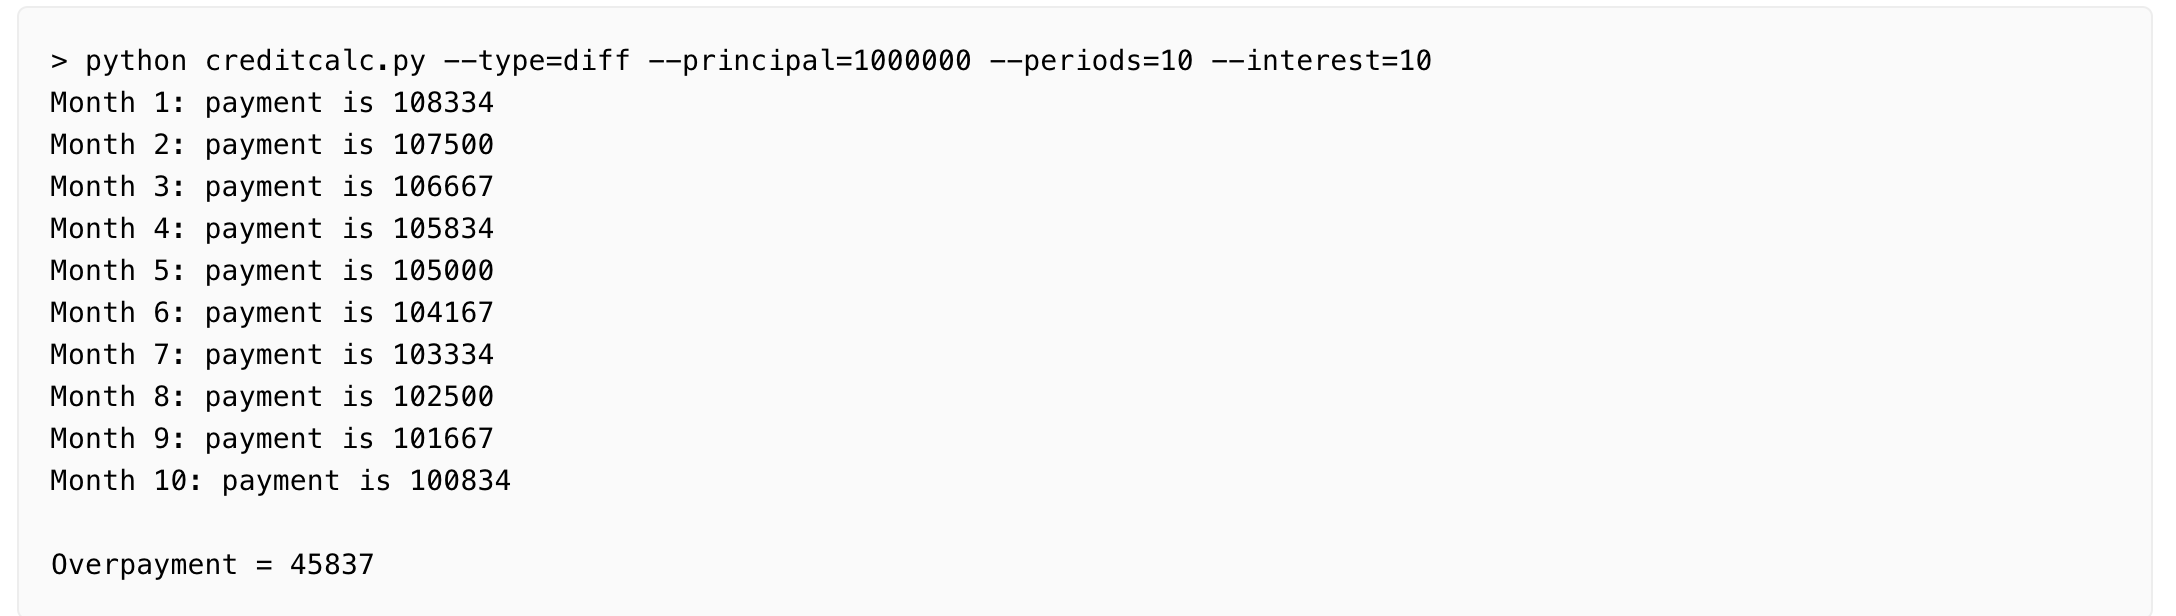 > python creditcalc.py --type=diff --principal=1000000 --periods=10 --interest=10
Month 1: payment is 108334
Month 2: payment is 107500
Month 3: payment is 106667
Month 4: payment is 105834
Month 5: payment is 105000
Month 6: payment is 104167
Month 7: payment is 103334
Month 8: payment is 102500
Month 9: payment is 101667
Month 10: payment is 100834
Overpayment = 45837